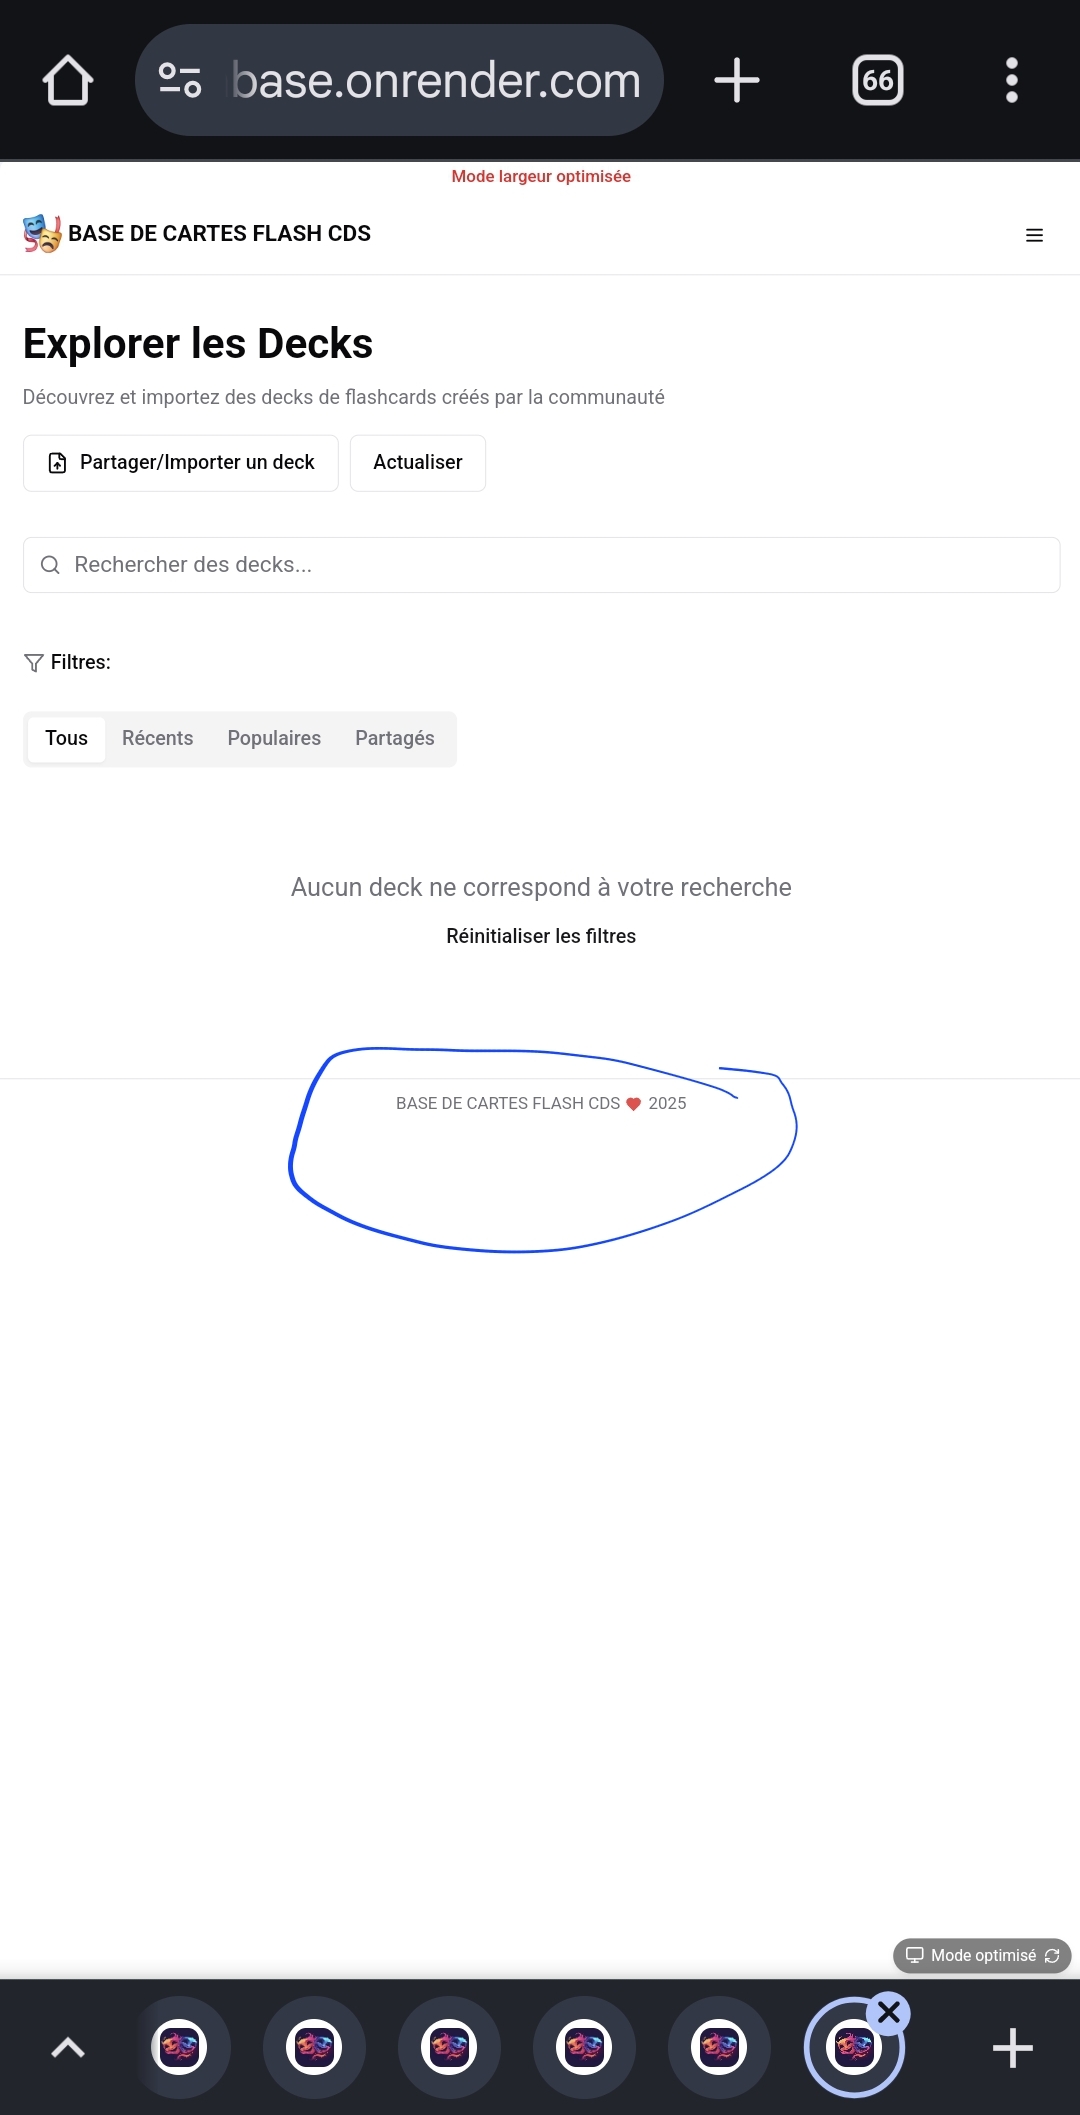 base.onrender.com
66
Mode largeur optimisée
BASE DE CARTES FLASH CDS
Explorer les Decks
Découvrez et importez des decks de flashcards créés par la communauté
Partager/Importer un deck
Actualiser
Rechercher des decks...
Filtres:
Tous
Récents
Populaires
Partagés
Aucun deck ne correspond à votre recherche
Réinitialiser les filtres
BASE DE CARTES FLASH CDS ❤️ 2025
Mode optimisé